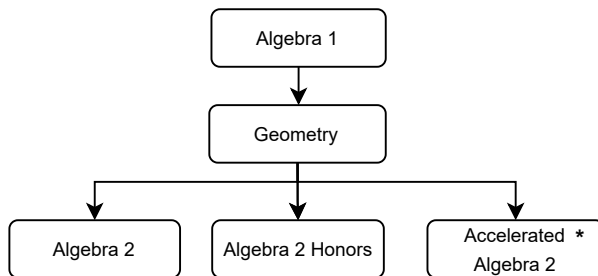 Algebra 1
Geometry
Algebra 2
Algebra 2 Honors
Accelerated *
Algebra 2